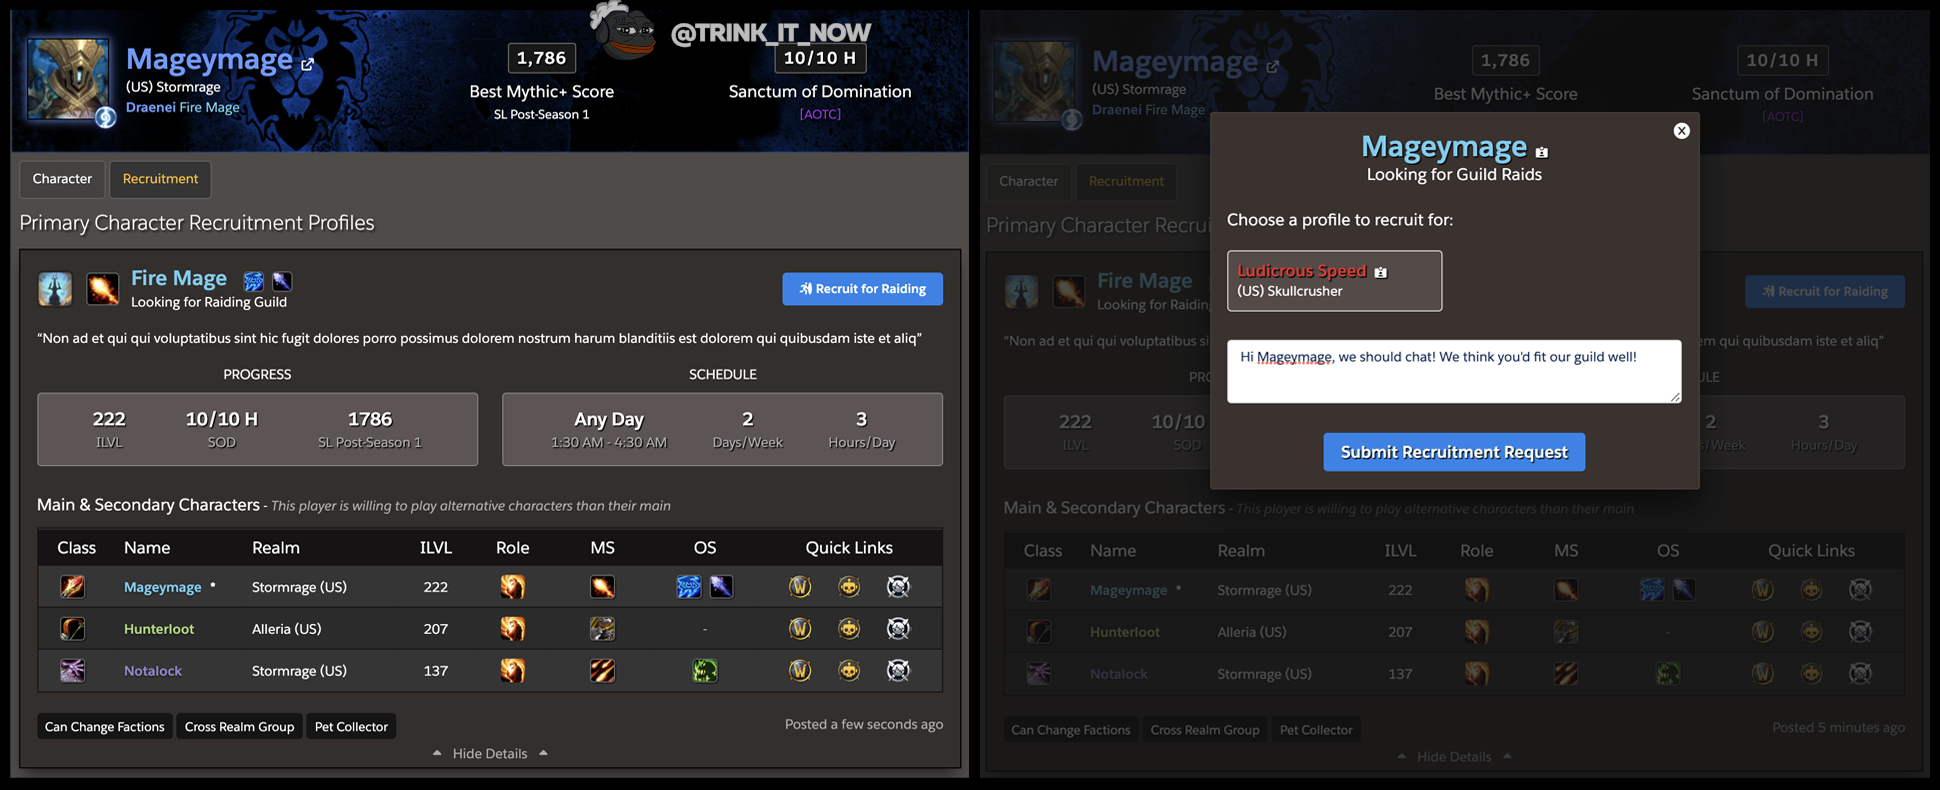 @TRINK_IT_NOW
Mageymage
(US) Stormrage
Draenei Fire Mage
1,786
Best Mythic+ Score
SL Post-Season 1
10/10 H
Sanctum of Domination
[AOTC]
Character
Recruitment
Primary Character Recruitment Profiles
Fire Mage
Looking for Raiding Guild
Recruit for Raiding
“Non ad et qui qui voluptatibus sint hic fugit dolores porro possimus dolorem nostrum harum blanditiis est dolorem qui quibusdam iste et aliq”
PROGRESS
222
ILVL
10/10 H
SOD
1786
SL Post-Season 1
SCHEDULE
Any Day
1:30 AM - 4:30 AM
2
Days/Week
3
Hours/Day
Main & Secondary Characters - This player is willing to play alternative characters than their main
Class Name Realm ILVL Role MS OS Quick Links
Mageymage * Stormrage (US) 222
Hunterloot Alleria (US) 207 -
Notalock Stormrage (US) 137
Can Change Factions Cross Realm Group Pet Collector
Posted a few seconds ago
Hide Details
Mageymage
(US) Stormrage
Draenei Fire Mage
1,786
Best Mythic+ Score
10/10 H
Sanctum of Domination
[AOTC]
Character
Recruitment
Primary Character Recrui
Fire Mage
Looking for Raiding
Recruit for Raiding
“Non ad et qui qui voluptatibus si
m qui quibusdam iste et aliq”
PRO
ULE
222
ILVL
10/10
SOD
2
s/Week
3
Hours/Day
Main & Secondary Characters - This player is willing to play alternative characters than their main
Class Name Realm ILVL Role MS OS Quick Links
Mageymage * Stormrage (US) 222
Hunterloot Alleria (US) 207 -
Notalock Stormrage (US) 137
Can Change Factions Cross Realm Group Pet Collector
Posted 5 minutes ago
Hide Details
Mageymage
Looking for Guild Raids
Choose a profile to recruit for:
Ludicrous Speed
(US) Skullcrusher
Hi Mageymage, we should chat! We think you'd fit our guild well!
Submit Recruitment Request